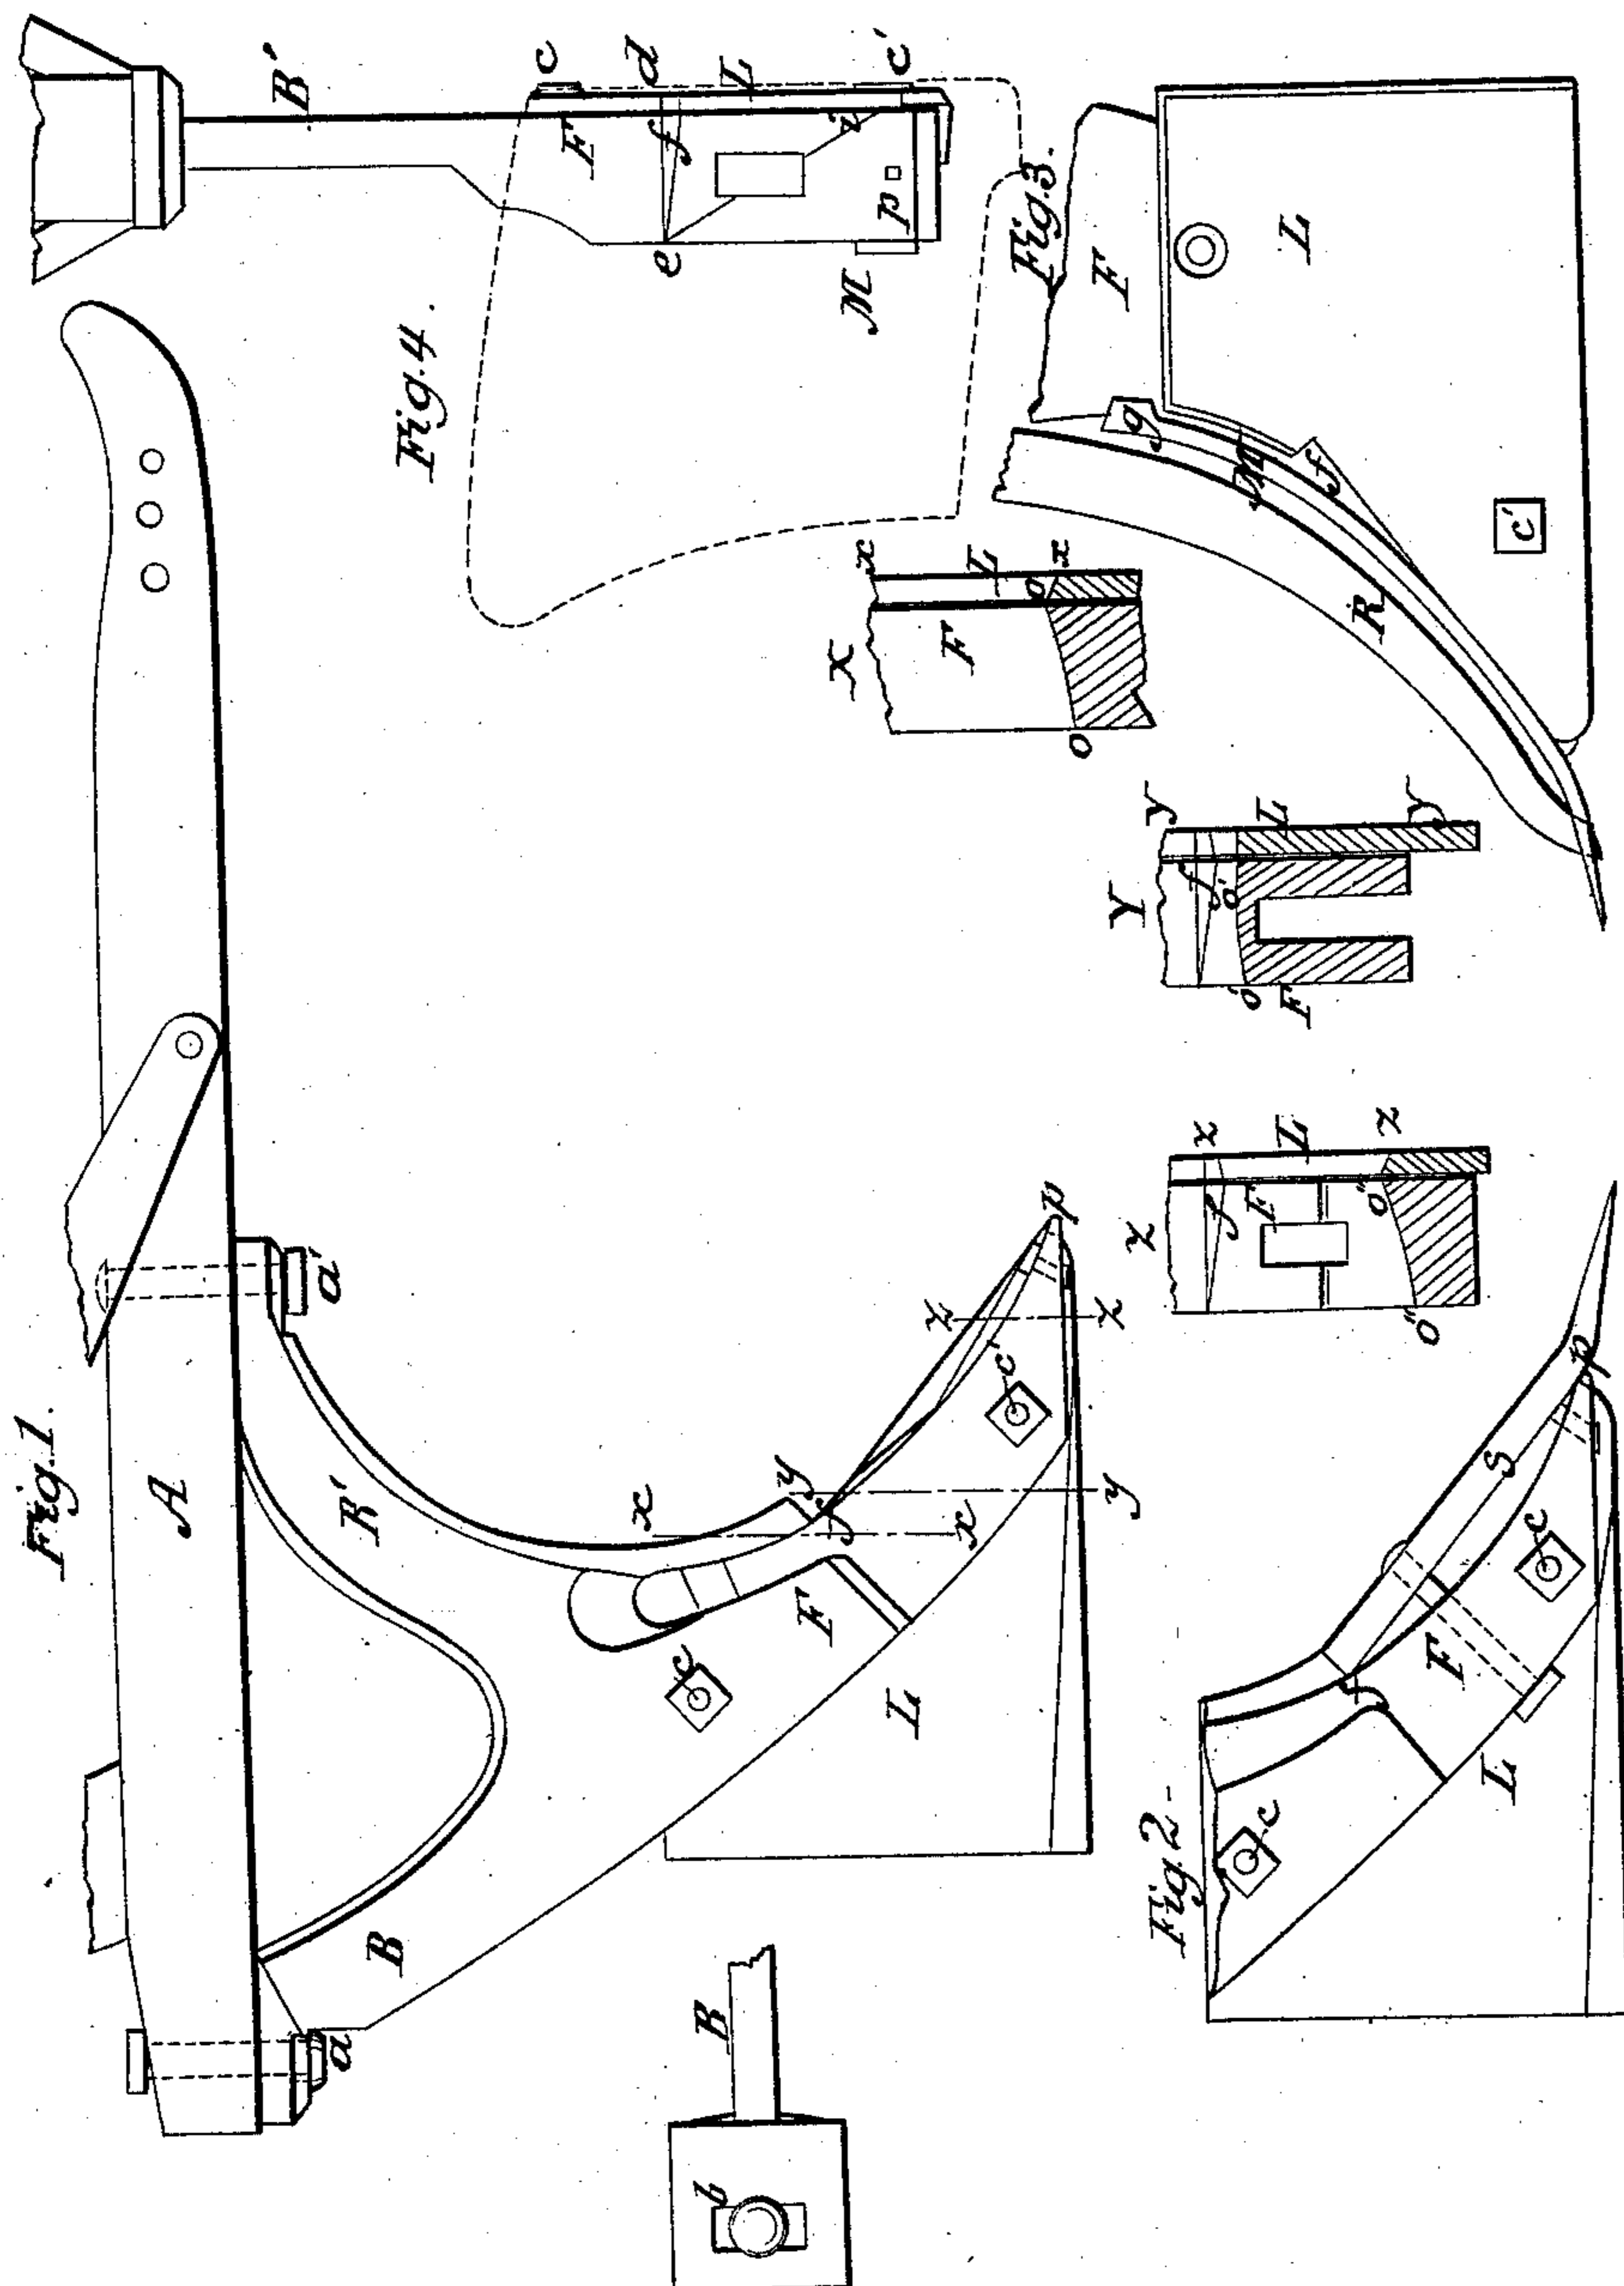 Fig. 1.
A
B
B'
a
a'
F
L
c
c'
f
p
x
x
y
y
z
z
b
B
Fig. 2
c
c
F
L
S
f
p
Fig. 3.
F
L
M
R
g
f
c'
Fig. 4.
B'
c
c'
d
L
F
f
e
i
p
M
X
x
x
F
L
o
o
Y
y
y
f
L
F
o'
o'
Z
z
z
f
F
L
o"
o"